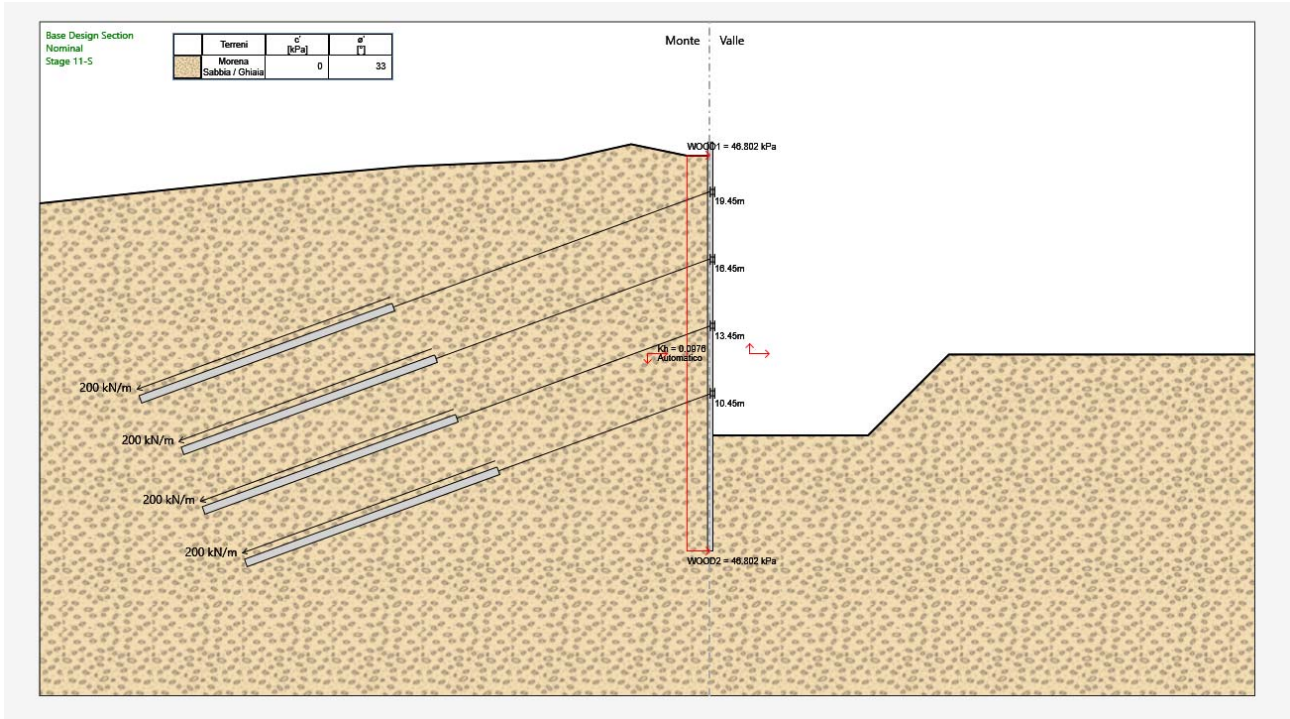 Base Design Section
Nominal
Stage 11-S
Terreni c' [kPa] ø' [°]
Morena Sabbia / Ghiaia 0 33
Monte Valle
WOOD1 = 46.802 kPa
19.45m
16.45m
13.45m
Kh = 0.0976
Automatico
10.45m
200 kN/m
200 kN/m
200 kN/m
200 kN/m
WOOD2 = 46.802 kPa